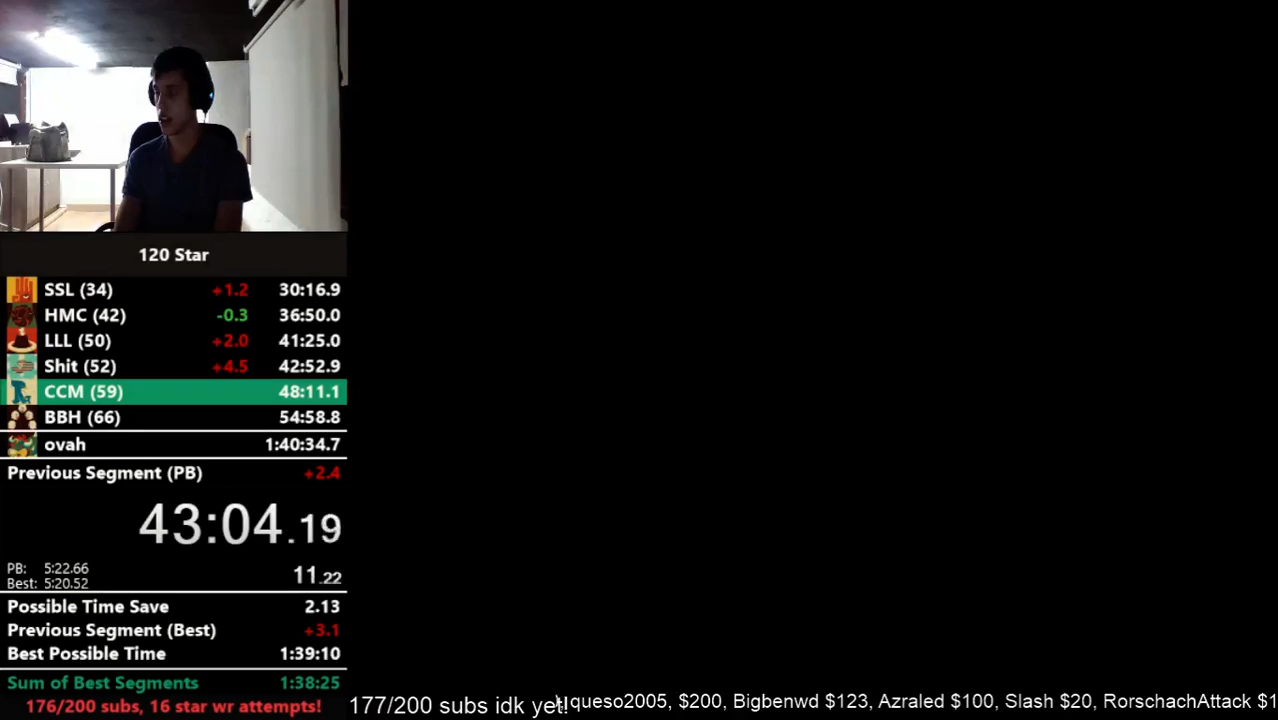 120 Star
SSL (34) +1.2 30:16.9
HMC (42) -0.3 36:50.0
LLL (50) +2.0 41:25.0
Shit (52) +4.5 42:52.9
CCM (59) 48:11.1
BBH (66) 54:58.8
ovah 1:40:34.7
Previous Segment (PB) +2.4
43:04.19
PB: 5:22.66
Best: 5:20.52
11.22
Possible Time Save 2.13
Previous Segment (Best) +3.1
Best Possible Time 1:39:10
Sum of Best Segments 1:38:25
176/200 subs, 16 star wr attempts!
177/200 subs idk yet!
queso2005, $200, Bigbenwd $123, Azraled $100, Slash $20, RorschachAttack $1